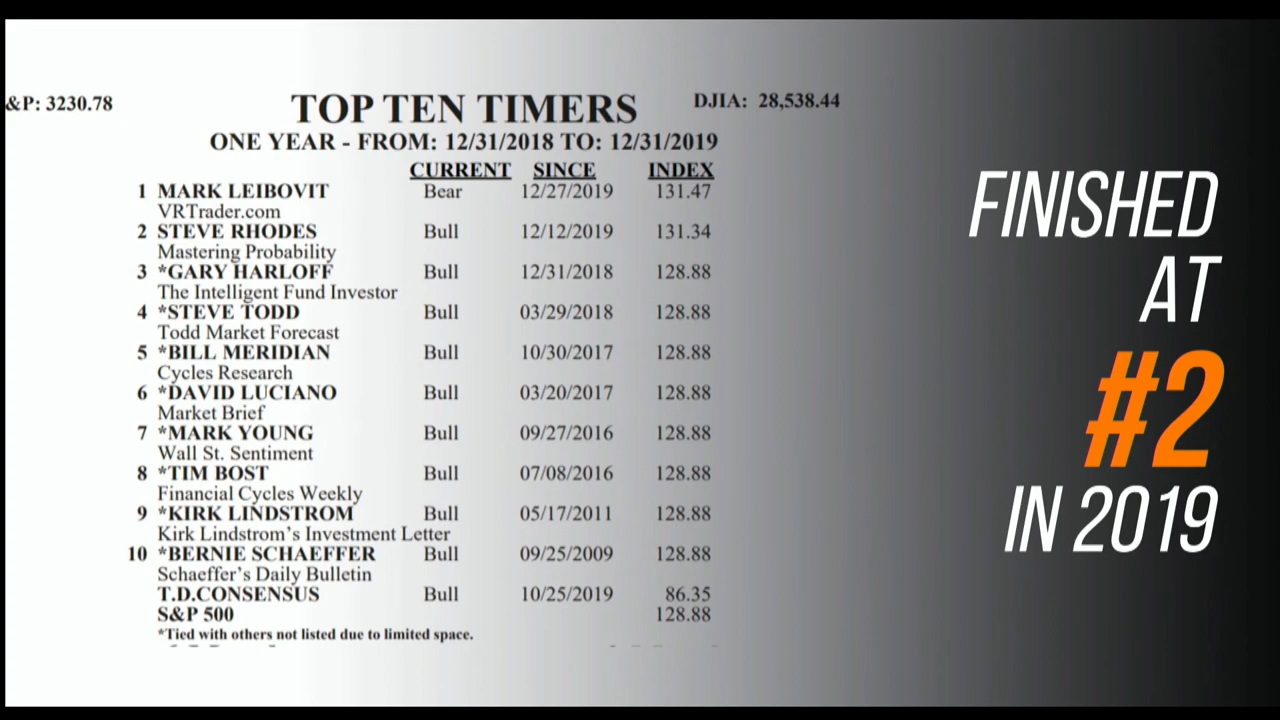 &P: 3230.78
TOP TEN TIMERS
DJIA: 28,538.44
ONE YEAR - FROM: 12/31/2018 TO: 12/31/2019
CURRENT SINCE INDEX
1 MARK LEIBOVIT Bear 12/27/2019 131.47
VRTrader.com
2 STEVE RHODES Bull 12/12/2019 131.34
Mastering Probability
3 *GARY HARLOFF Bull 12/31/2018 128.88
The Intelligent Fund Investor
4 *STEVE TODD Bull 03/29/2018 128.88
Todd Market Forecast
5 *BILL MERIDIAN Bull 10/30/2017 128.88
Cycles Research
6 *DAVID LUCIANO Bull 03/20/2017 128.88
Market Brief
7 *MARK YOUNG Bull 09/27/2016 128.88
Wall St. Sentiment
8 *TIM BOST Bull 07/08/2016 128.88
Financial Cycles Weekly
9 *KIRK LINDSTROM Bull 05/17/2011 128.88
Kirk Lindstrom's Investment Letter
10 *BERNIE SCHAEFFER Bull 09/25/2009 128.88
Schaeffer's Daily Bulletin
T.D.CONSENSUS Bull 10/25/2019 86.35
S&P 500 128.88
*Tied with others not listed due to limited space.
FINISHED
AT
#2
IN 2019